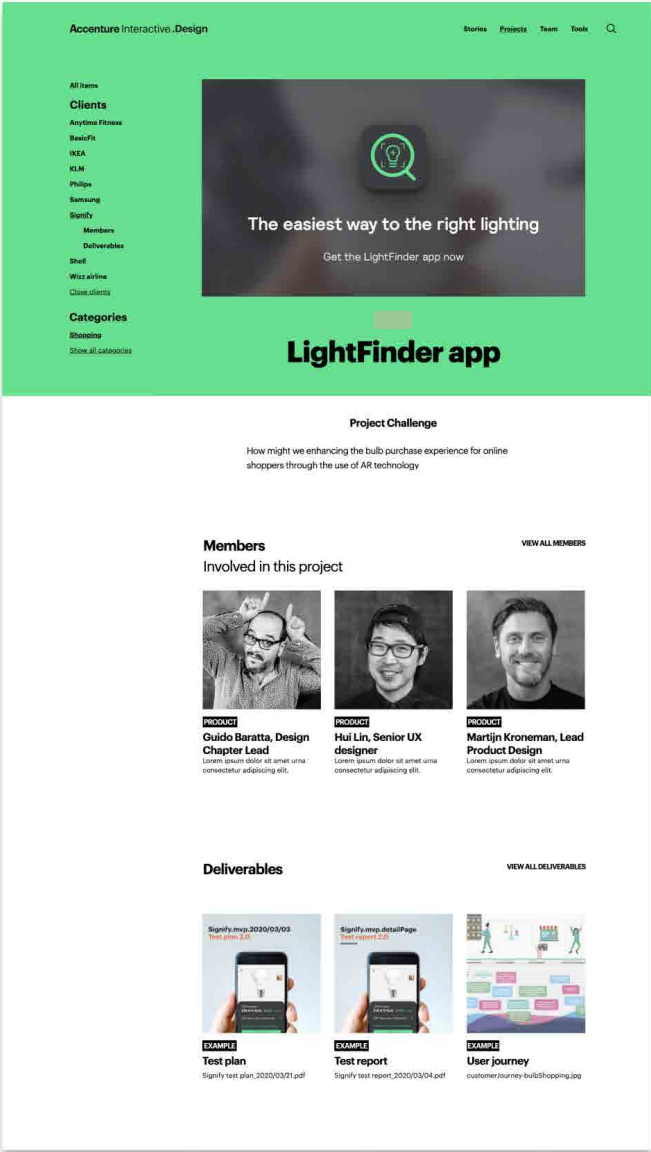 Accenture Interactive.Design
Stories Projects Team Tools
All items
Clients
Anytime Fitness
BasicFit
IKEA
KLM
Philips
Samsung
Signify
Members
Deliverables
Shell
Wizz airline
Close clients
Categories
Shopping
Show all categories
The easiest way to the right lighting
Get the LightFinder app now
LightFinder app
Project Challenge
How might we enhancing the bulb purchase experience for online
shoppers through the use of AR technology
Members
VIEW ALL MEMBERS
Involved in this project
PRODUCT
Guido Baratta, Design
Chapter Lead
Lorem ipsum dolor sit amet urna
consectetur adipiscing elit.
PRODUCT
Hui Lin, Senior UX
designer
Lorem ipsum dolor sit amet urna
consectetur adipiscing elit.
PRODUCT
Martijn Kroneman, Lead
Product Design
Lorem ipsum dolor sit amet urna
consectetur adipiscing elit.
Deliverables
VIEW ALL DELIVERABLES
Signify.mvp.2020/03/03
Test plan 2.0
EXAMPLE
Test plan
Signify test plan_2020/03/21.pdf
Signify.mvp.detailPage
Test report 2.0
EXAMPLE
Test report
Signify test report_2020/03/04.pdf
EXAMPLE
User journey
customerJourney-bulbShopping.jpg